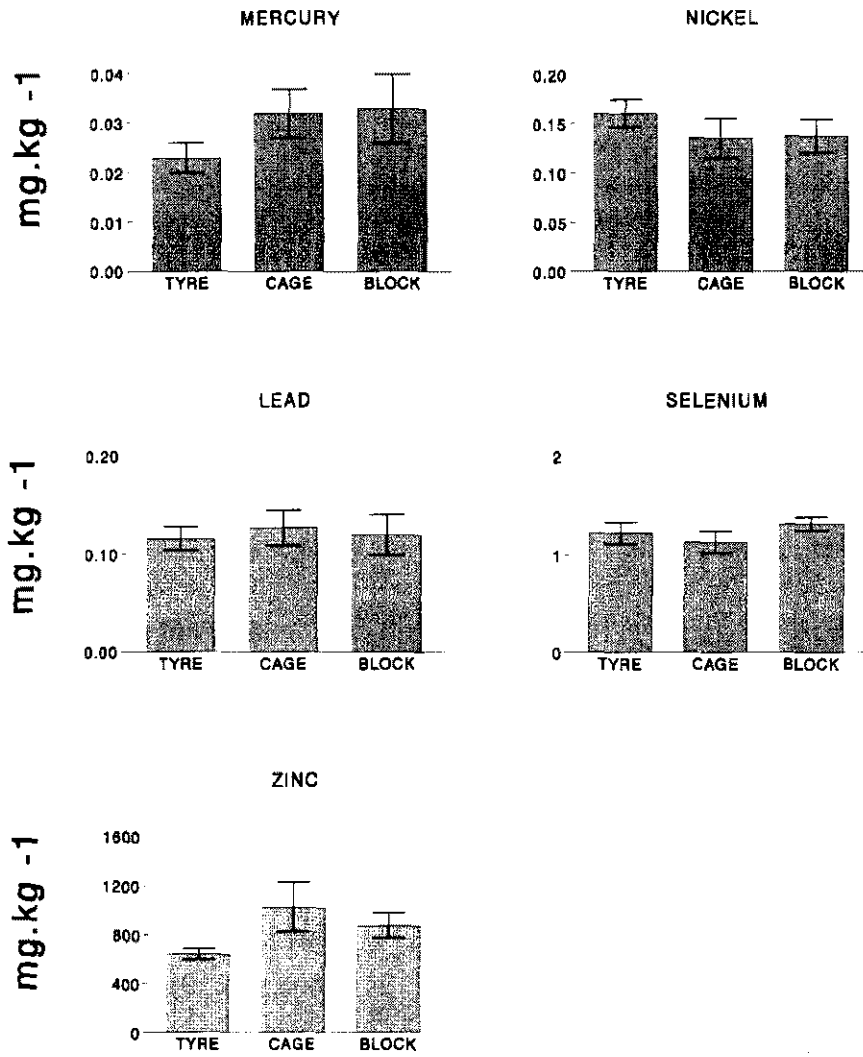 MERCURY
mg.kg -1
0.04
0.03
0.02
0.01
0.00
TYRE CAGE BLOCK
NICKEL
0.20
0.15
0.10
0.05
0.00
TYRE CAGE BLOCK
LEAD
mg.kg -1
0.20
0.10
0.00
TYRE CAGE BLOCK
SELENIUM
2
1
0
TYRE CAGE BLOCK
ZINC
mg.kg -1
1600
1200
800
400
0
TYRE CAGE BLOCK